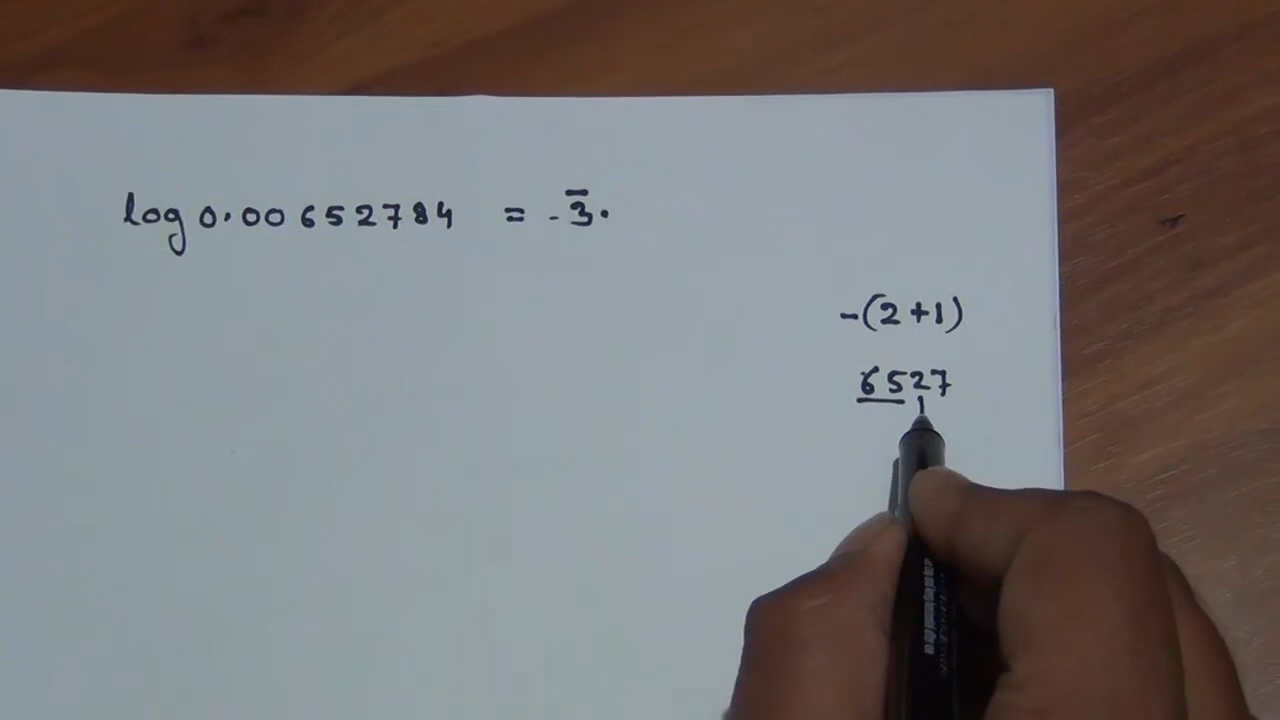 log 0.00652784 = -3̅.
-(2+1)
6527